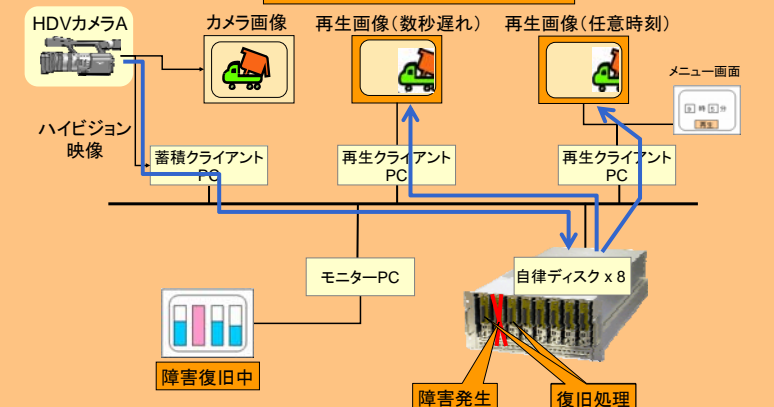 HDVカメラA
カメラ画像
再生画像(数秒遅れ)
再生画像(任意時刻)
メニュー画面
8 時 5 分
再生
ハイビジョン
映像
蓄積クライアント
PC
再生クライアント
PC
再生クライアント
PC
モニターPC
自律ディスク x 8
障害復旧中
障害発生
復旧処理